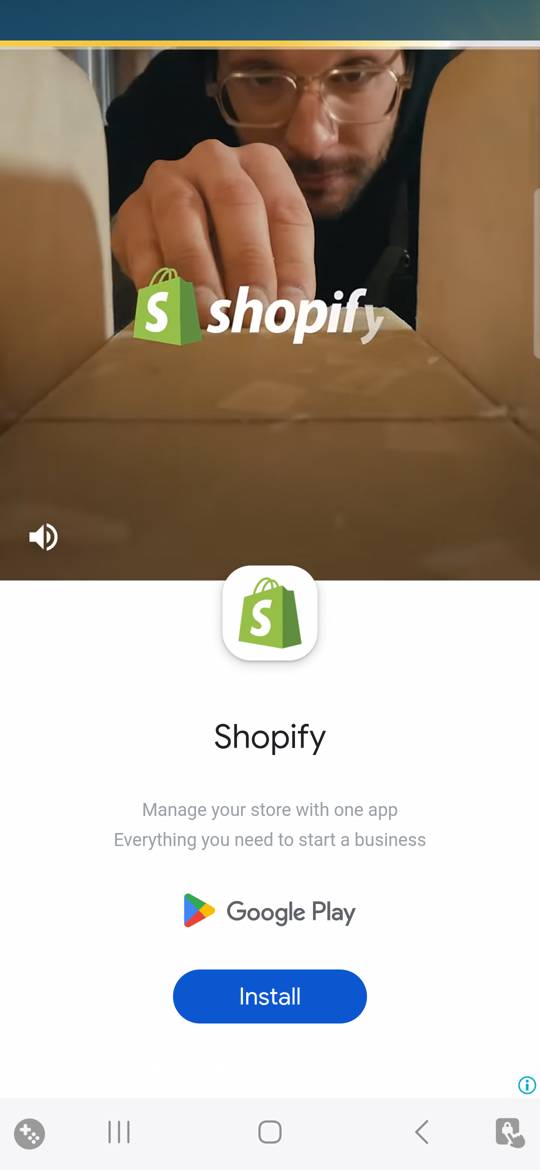 S shopify
S
Shopify
Manage your store with one app
Everything you need to start a business
Google Play
Install